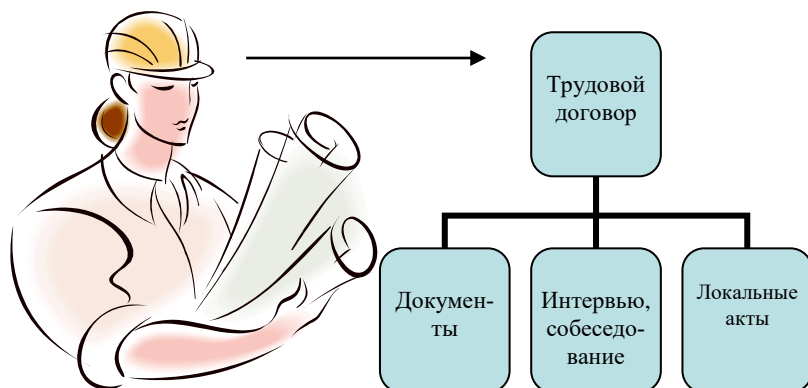 Трудовой
договор
Докумен-
ты
Интервью,
собеседо-
вание
Локальные
акты